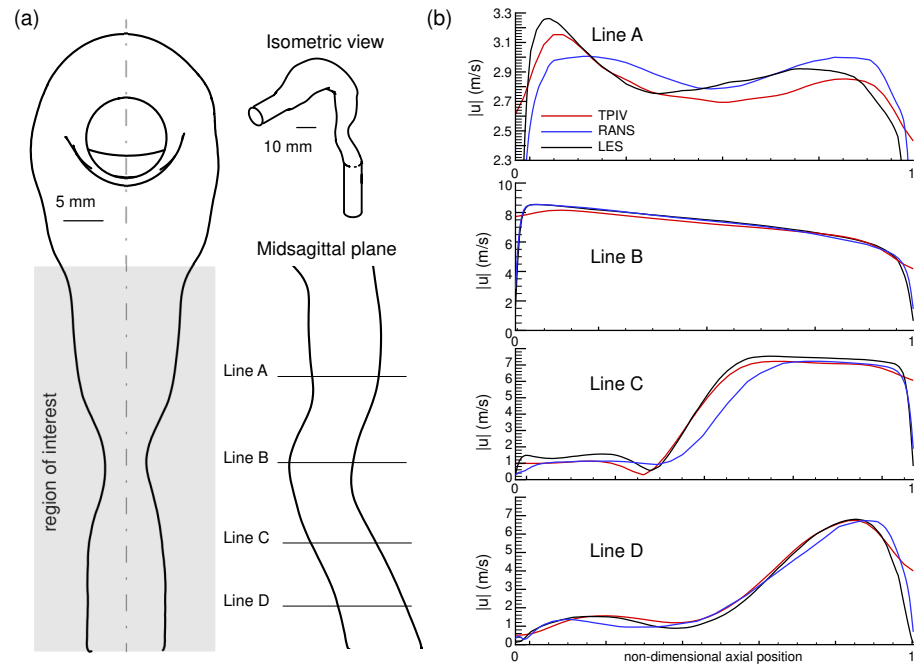 (a)
Isometric view
10 mm
5 mm
Midsagittal plane
Line A
Line B
Line C
Line D
region of interest
(b)
3.3
3.1
2.9
2.7
2.5
2.3
|u| (m/s)
Line A
TPIV
RANS
LES
0
1
10
8
6
4
2
0
|u| (m/s)
Line B
0
1
7
6
5
4
3
2
1
0
|u| (m/s)
Line C
0
1
7
6
5
4
3
2
1
0
|u| (m/s)
Line D
0
non-dimensional axial position
1